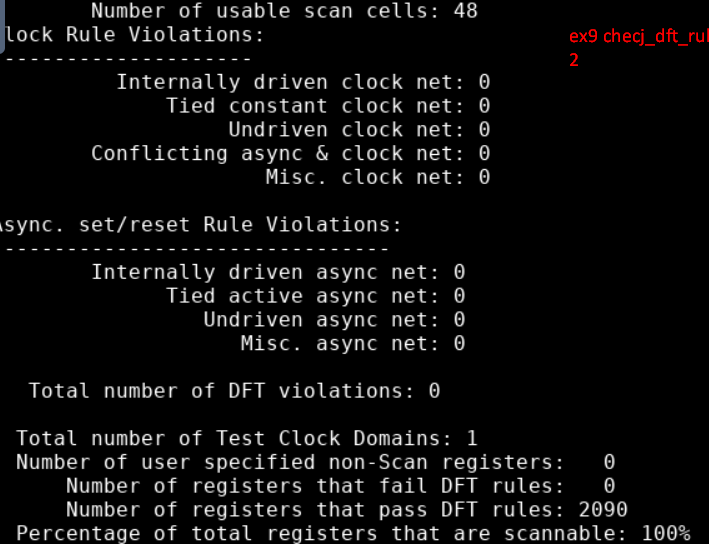 Number of usable scan cells: 48
lock Rule Violations:
--------------------
Internally driven clock net: 0
Tied constant clock net: 0
Undriven clock net: 0
Conflicting async & clock net: 0
Misc. clock net: 0
Async. set/reset Rule Violations:
-------------------------------
Internally driven async net: 0
Tied active async net: 0
Undriven async net: 0
Misc. async net: 0
Total number of DFT violations: 0
Total number of Test Clock Domains: 1
Number of user specified non-Scan registers: 0
Number of registers that fail DFT rules: 0
Number of registers that pass DFT rules: 2090
Percentage of total registers that are scannable: 100%
ex9 checj_dft_rul
2